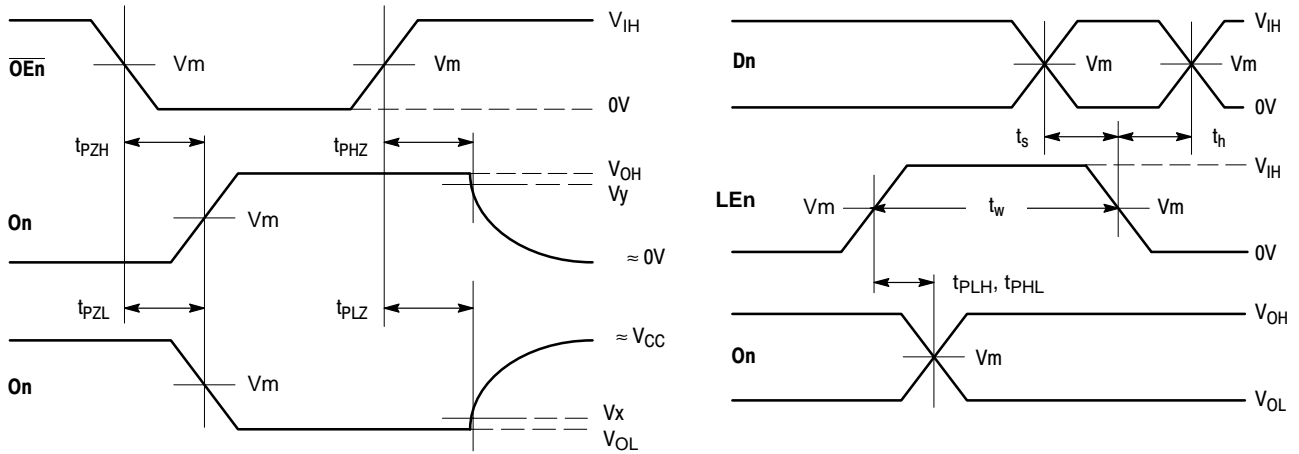 V_IH
O̅E̅n̅ Vm Vm
0V
t_PZH t_PHZ
V_OH
Vy
On Vm
≈ 0V
t_PZL t_PLZ
≈ V_CC
On Vm
Vx
V_OL
V_IH
Dn Vm Vm
0V
t_s t_h
V_IH
LEn Vm t_w Vm
0V
t_PLH, t_PHL
V_OH
On Vm
V_OL